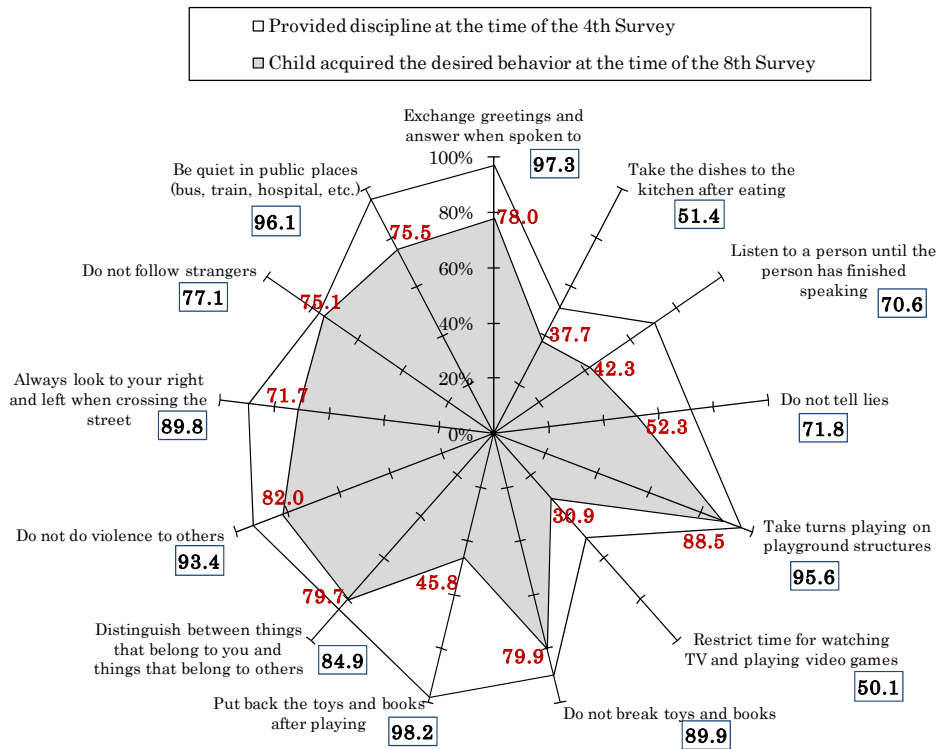 □ Provided discipline at the time of the 4th Survey
□ Child acquired the desired behavior at the time of the 8th Survey
Exchange greetings and
answer when spoken to
97.3
100%
80%
60%
40%
20%
0%
78.0
Take the dishes to the
kitchen after eating
51.4
37.7
Listen to a person until the
person has finished
speaking
70.6
42.3
Do not tell lies
71.8
52.3
Take turns playing on
playground structures
95.6
88.5
Restrict time for watching
TV and playing video games
50.1
30.9
Do not break toys and books
89.9
79.9
Put back the toys and books
after playing
98.2
45.8
Distinguish between things
that belong to you and
things that belong to others
84.9
79.7
Do not do violence to others
93.4
82.0
Always look to your right
and left when crossing the
street
89.8
71.7
Do not follow strangers
77.1
75.1
Be quiet in public places
(bus, train, hospital, etc.)
96.1
75.5